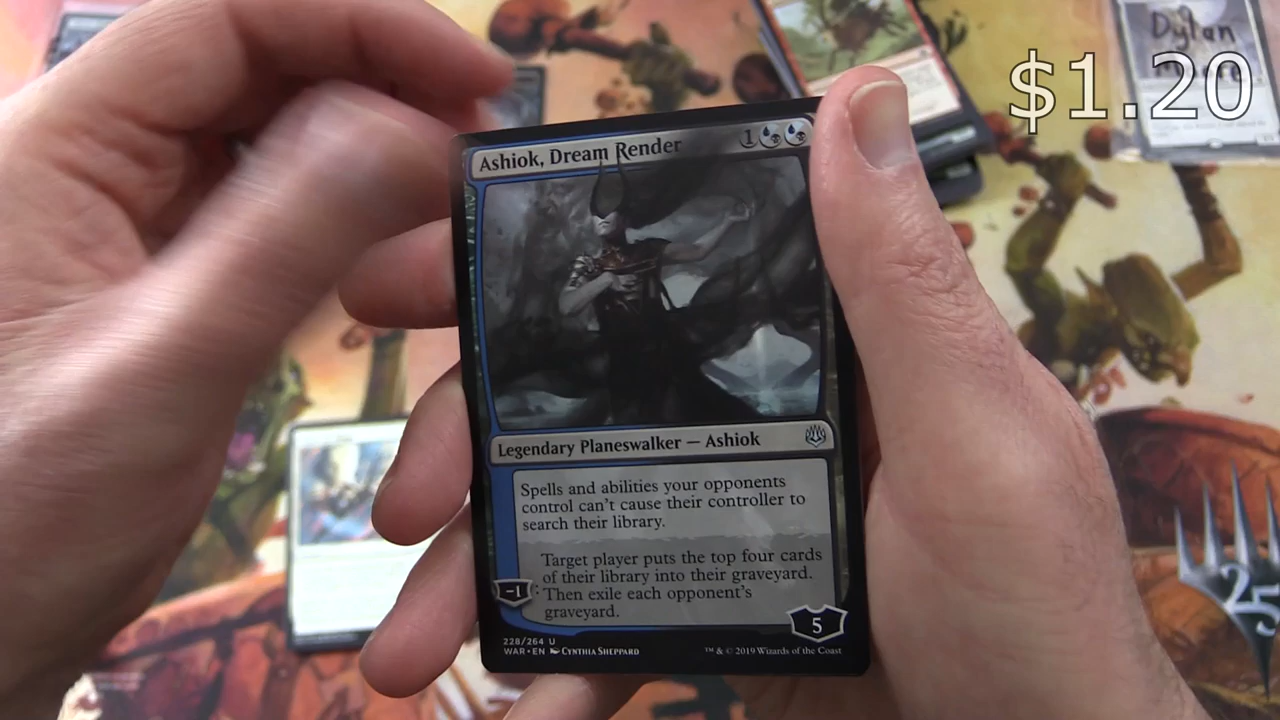 Dylan
$1.20
Ashiok, Dream Render
1
Legendary Planeswalker — Ashiok
Spells and abilities your opponents
control can't cause their controller to
search their library.
Target player puts the top four cards
of their library into their graveyard.
−1: Then exile each opponent's
graveyard.
5
228/264 U
WAR • EN Cynthia Sheppard
™ & © 2019 Wizards of the Coast
25